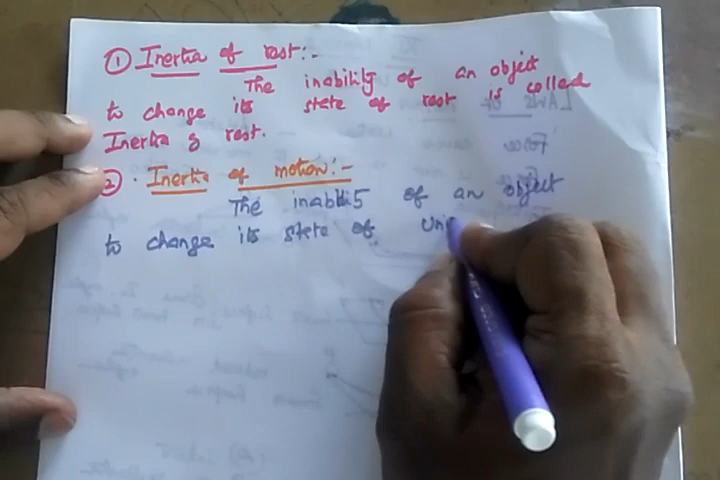 ① Inertia of rest:-
The inability of an object
to change its state of rest is called
Inertia of rest.
② . Inertia of motion:-
The inability of an object
to change its state of Uni